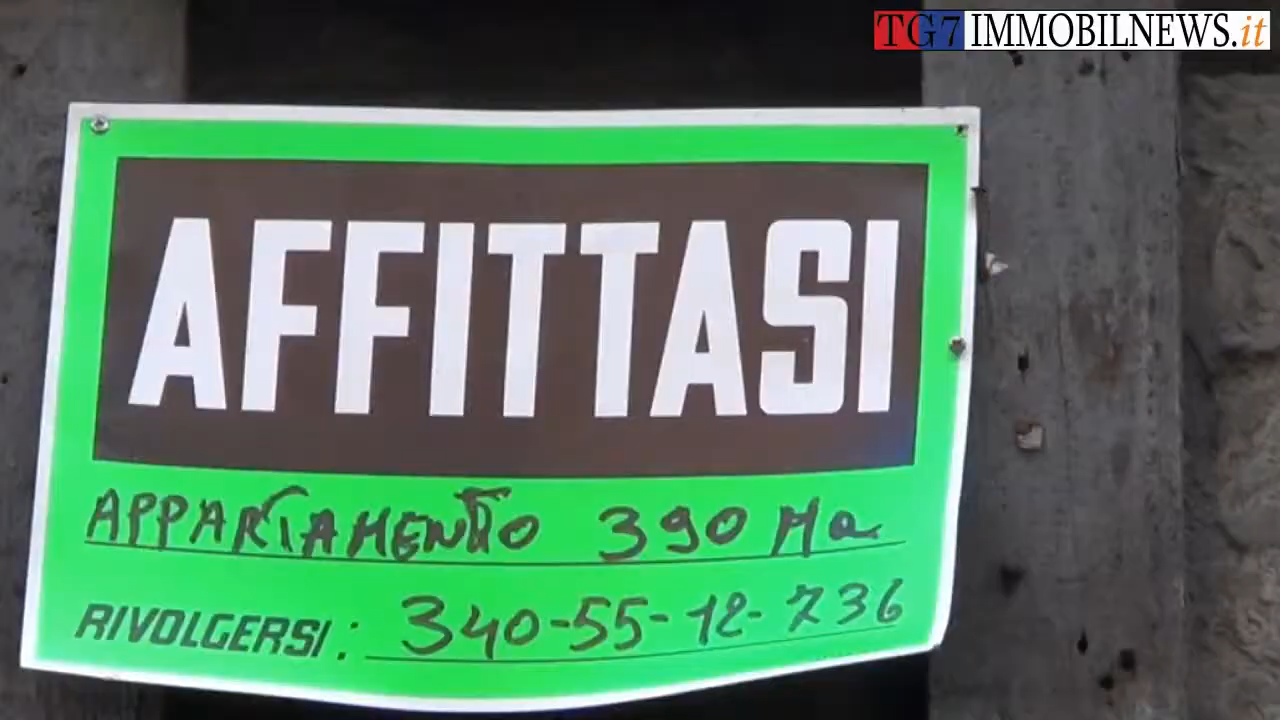 TG7 IMMOBILNEWS.it
AFFITTASI
APPARTAMENTO 390 MQ
RIVOLGERSI: 340-55-12-736